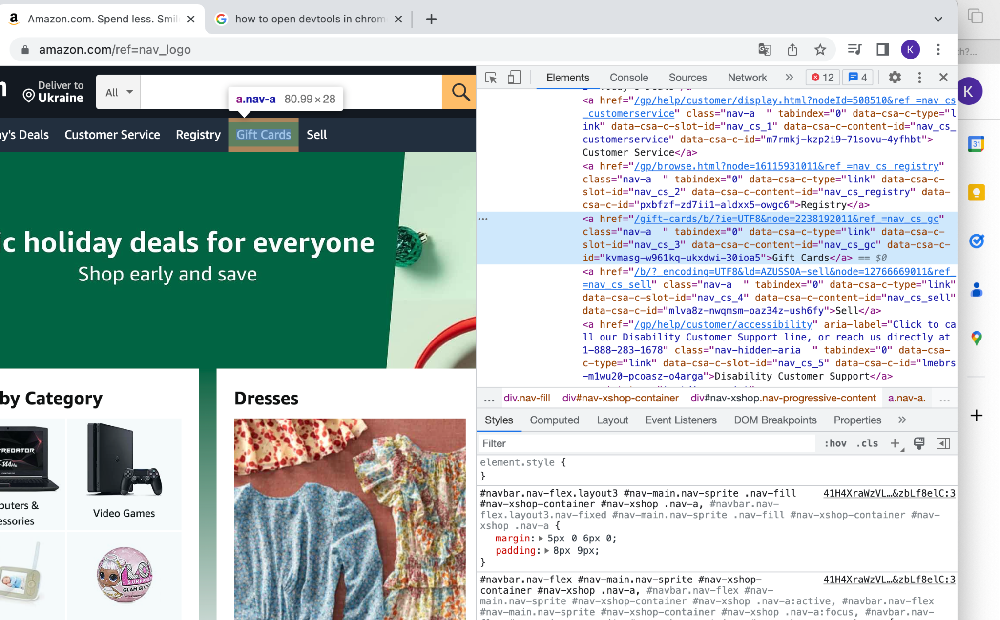 Amazon.com. Spend less. Smil
how to open devtools in chrom
amazon.com/ref=nav_logo
K
Deliver to
Ukraine
All
a.nav-a 80.99×28
y's Deals
Customer Service
Registry
Gift Cards
Sell
ic holiday deals for everyone
Shop early and save
by Category
PREDATOR
144Hz
PREDATOR
puters &
essories
Video Games
L.O.L.
SURPRISE
GLAM GLITTER
Dresses
Elements Console Sources Network » 12 4
<a href="/gp/help/customer/display.html?nodeId=508510&ref_=nav_cs
_customerservice" class="nav-a  " tabindex="0" data-csa-c-type="l
ink" data-csa-c-slot-id="nav_cs_1" data-csa-c-content-id="nav_cs_
customerservice" data-csa-c-id="m7rmkj-kzp2i9-71sovu-4yfhbt">
Customer Service</a>
<a href="/gp/browse.html?node=16115931011&ref_=nav_cs_registry"
class="nav-a  " tabindex="0" data-csa-c-type="link" data-csa-c-
slot-id="nav_cs_2" data-csa-c-content-id="nav_cs_registry" data-
csa-c-id="pxbfzf-zd7ii1-aldxx5-owgc6">Registry</a>
<a href="/gift-cards/b/?ie=UTF8&node=2238192011&ref_=nav_cs_gc"
class="nav-a  " tabindex="0" data-csa-c-type="link" data-csa-c-
slot-id="nav_cs_3" data-csa-c-content-id="nav_cs_gc" data-csa-c-
id="kvmasg-w961kq-ukxdwi-30ioa5">Gift Cards</a> == $0
<a href="/b/?_encoding=UTF8&ld=AZUSSOA-sell&node=12766669011&ref_
=nav_cs_sell" class="nav-a  " tabindex="0" data-csa-c-type="link"
data-csa-c-slot-id="nav_cs_4" data-csa-c-content-id="nav_cs_sell"
data-csa-c-id="mlva8z-nwqmsm-oaz34z-ush6fy">Sell</a>
<a href="/gp/help/customer/accessibility" aria-label="Click to ca
ll our Disability Customer Support line, or reach us directly at
1-888-283-1678" class="nav-hidden-aria  " tabindex="0" data-csa-
c-type="link" data-csa-c-slot-id="nav_cs_5" data-csa-c-id="lmebrs
-m1wu20-pcoasz-o4arga">Disability Customer Support</a>
... div.nav-fill div#nav-xshop-container div#nav-xshop.nav-progressive-content a.nav-a. ...
Styles Computed Layout Event Listeners DOM Breakpoints Properties »
Filter :hov .cls +
element.style {
}
#navbar.nav-flex.layout3 #nav-main.nav-sprite .nav-fill 41H4XraWzVL…&zbLf8elC:3
#nav-xshop-container #nav-xshop .nav-a, #navbar.nav-
flex.layout3.nav-fixed #nav-main.nav-sprite .nav-fill #nav-xshop-container #nav-
xshop .nav-a {
margin: 5px 0 6px 0;
padding: 8px 9px;
}
#navbar.nav-flex #nav-main.nav-sprite #nav-xshop- 41H4XraWzVL…&zbLf8elC:3
container #nav-xshop .nav-a, #navbar.nav-flex #nav-
main.nav-sprite #nav-xshop-container #nav-xshop .nav-a:active, #navbar.nav-flex
#nav-main.nav-sprite #nav-xshop-container #nav-xshop .nav-a:focus, #navbar.nav-
th?...
K
31